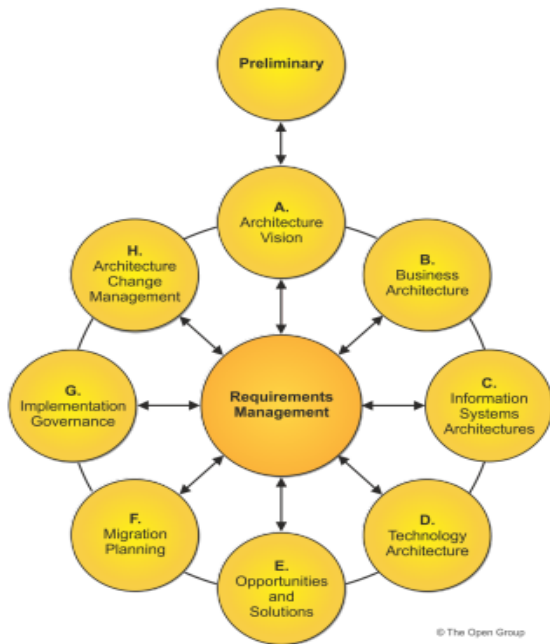 Preliminary
A.
Architecture
Vision
B.
Business
Architecture
C.
Information
Systems
Architectures
D.
Technology
Architecture
E.
Opportunities
and
Solutions
F.
Migration
Planning
G.
Implementation
Governance
H.
Architecture
Change
Management
Requirements
Management
© The Open Group